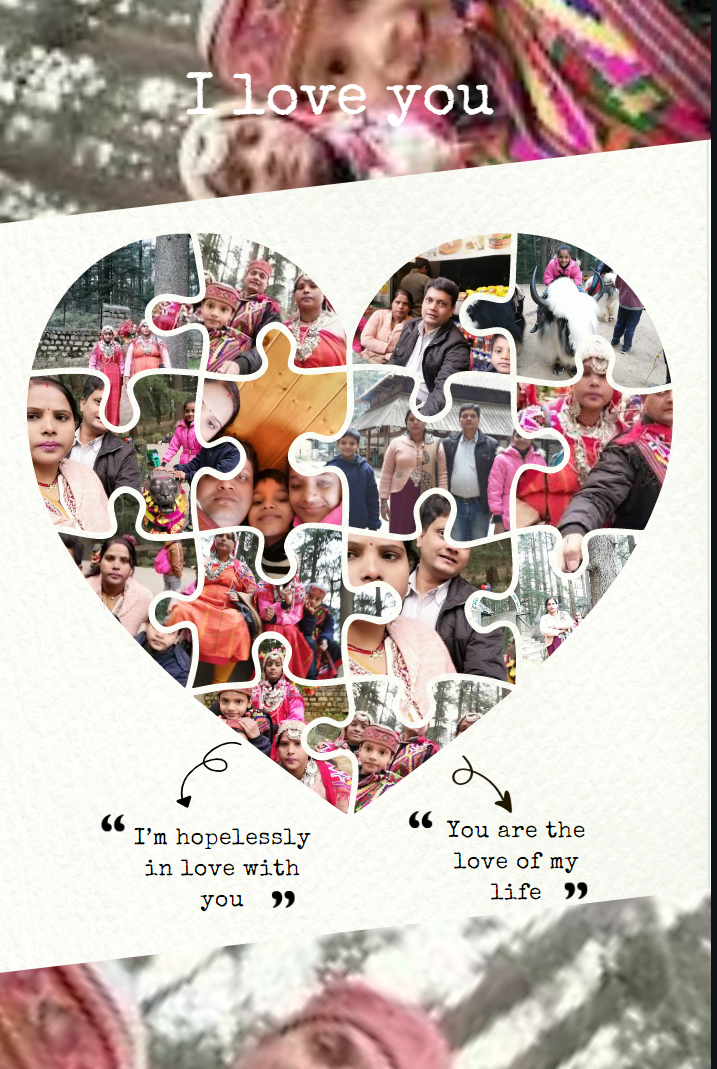 I love you
“ I’m hopelessly
in love with
you ”
“ You are the
love of my
life ”